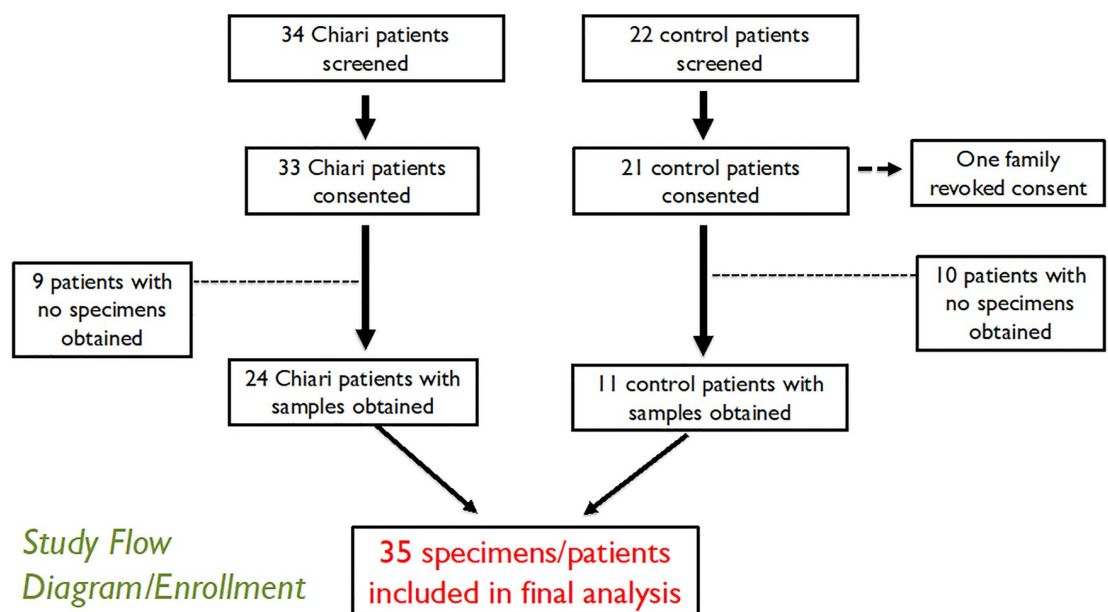 34 Chiari patients
screened
22 control patients
screened
33 Chiari patients
consented
21 control patients
consented
One family
revoked consent
9 patients with
no specimens
obtained
10 patients with
no specimens
obtained
24 Chiari patients with
samples obtained
11 control patients with
samples obtained
Study Flow
Diagram/Enrollment
35 specimens/patients
included in final analysis